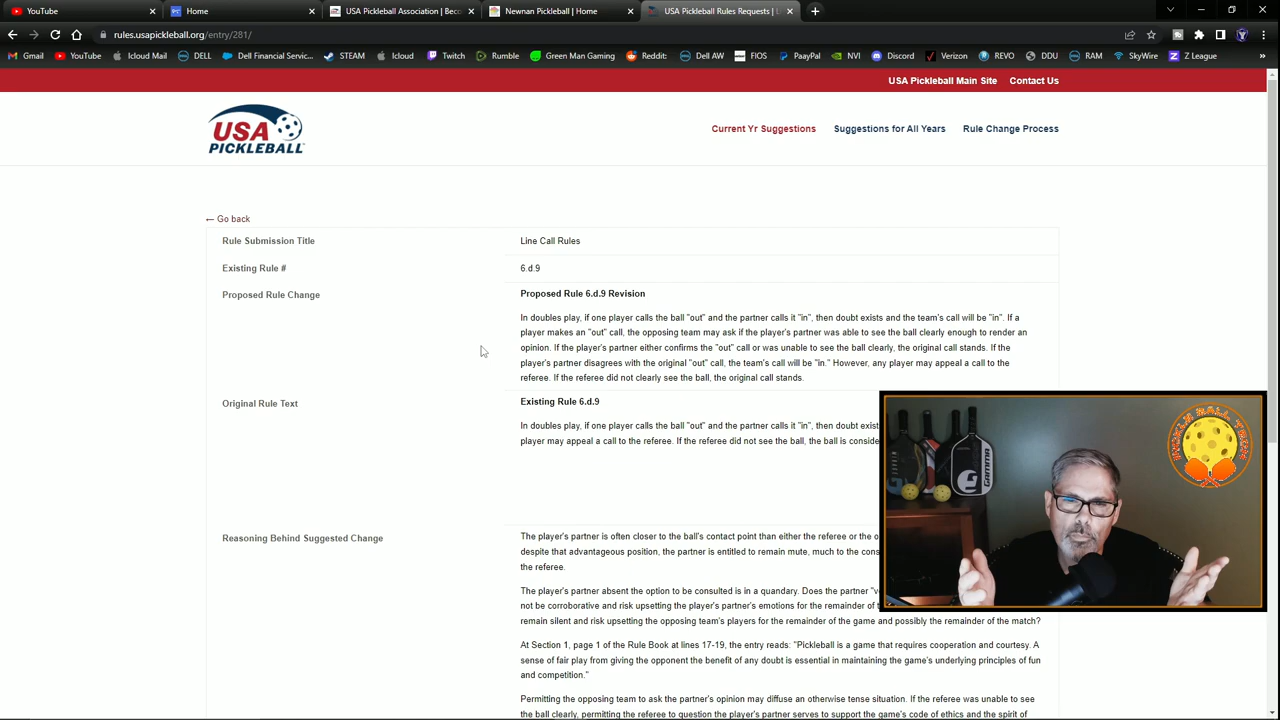 YouTube
Home
USA Pickleball Association | Bec
Newnan Pickleball | Home
USA Pickleball Rules Requests | L
rules.usapickleball.org/entry/281/
Gmail YouTube Icloud Mail DELL Dell Financial Servic... STEAM Icloud Twitch Rumble Green Man Gaming Reddit: Dell AW FIOS PaayPal NVI Discord Verizon REVO DDU RAM SkyWire Z League
USA Pickleball Main Site Contact Us
USA
PICKLEBALL
Current Yr Suggestions Suggestions for All Years Rule Change Process
← Go back
Rule Submission Title Line Call Rules
Existing Rule # 6.d.9
Proposed Rule Change Proposed Rule 6.d.9 Revision
In doubles play, if one player calls the ball "out" and the partner calls it "in", then doubt exists and the team's call will be "in". If a
player makes an "out" call, the opposing team may ask if the player's partner was able to see the ball clearly enough to render an
opinion. If the player's partner either confirms the "out" call or was unable to see the ball clearly, the original call stands. If the
player's partner disagrees with the original "out" call, the team's call will be "in." However, any player may appeal a call to the
referee. If the referee did not clearly see the ball, the original call stands.
Original Rule Text Existing Rule 6.d.9
In doubles play, if one player calls the ball "out" and the partner calls it "in", then doubt exist
player may appeal a call to the referee. If the referee did not see the ball, the ball is conside
Reasoning Behind Suggested Change The player's partner is often closer to the ball's contact point than either the referee or the o
despite that advantageous position, the partner is entitled to remain mute, much to the cons
the referee.
The player's partner absent the option to be consulted is in a quandary. Does the partner "v
not be corroborative and risk upsetting the player's partner's emotions for the remainder of t
remain silent and risk upsetting the opposing team's players for the remainder of the game and possibly the remainder of the match?
At Section 1, page 1 of the Rule Book at lines 17-19, the entry reads: "Pickleball is a game that requires cooperation and courtesy. A
sense of fair play from giving the opponent the benefit of any doubt is essential in maintaining the game's underlying principles of fun
and competition."
Permitting the opposing team to ask the partner's opinion may diffuse an otherwise tense situation. If the referee was unable to see
the ball clearly, permitting the referee to question the player's partner serves to support the game's code of ethics and the spirit of
GAMMA